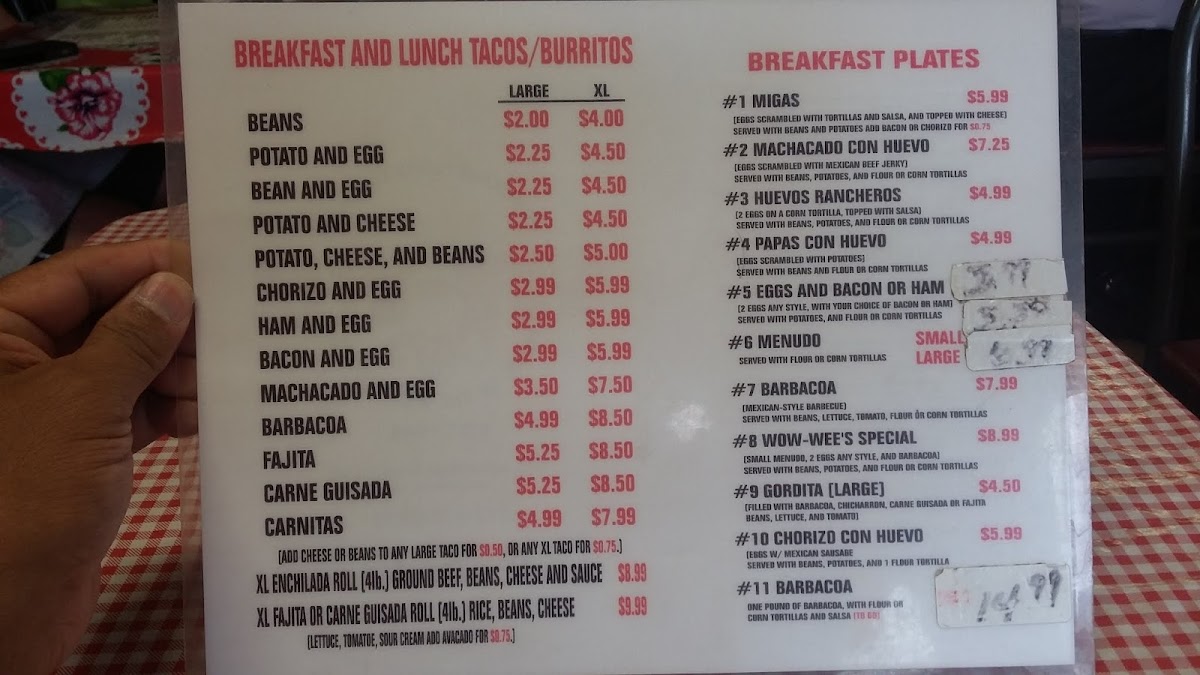 BREAKFAST AND LUNCH TACOS/BURRITOS
LARGE XL
BEANS $2.00 $4.00
POTATO AND EGG $2.25 $4.50
BEAN AND EGG $2.25 $4.50
POTATO AND CHEESE $2.25 $4.50
POTATO, CHEESE, AND BEANS $2.50 $5.00
CHORIZO AND EGG $2.99 $5.99
HAM AND EGG $2.99 $5.99
BACON AND EGG $2.99 $5.99
MACHACADO AND EGG $3.50 $7.50
BARBACOA $4.99 $8.50
FAJITA $5.25 $8.50
CARNE GUISADA $5.25 $8.50
CARNITAS $4.99 $7.99
(ADD CHEESE OR BEANS TO ANY LARGE TACO FOR $0.50, OR ANY XL TACO FOR $0.75.)
XL ENCHILADA ROLL (4lb.) GROUND BEEF, BEANS, CHEESE AND SAUCE $8.99
XL FAJITA OR CARNE GUISADA ROLL (4lb.) RICE, BEANS, CHEESE $9.99
(LETTUCE, TOMATOE, SOUR CREAM ADD AVACADO FOR $0.75.)
BREAKFAST PLATES
#1 MIGAS $5.99
(EGGS SCRAMBLED WITH TORTILLAS AND SALSA, AND TOPPED WITH CHEESE)
SERVED WITH BEANS AND POTATOES ADD BACON OR CHORIZO FOR $0.75
#2 MACHACADO CON HUEVO $7.25
(EGGS SCRAMBLED WITH MEXICAN BEEF JERKY)
SERVED WITH BEANS, POTATOES, AND FLOUR OR CORN TORTILLAS
#3 HUEVOS RANCHEROS $4.99
(2 EGGS ON A CORN TORTILLA, TOPPED WITH SALSA)
SERVED WITH BEANS, POTATOES, AND FLOUR OR CORN TORTILLAS
#4 PAPAS CON HUEVO $4.99
(EGGS SCRAMBLED WITH POTATOES)
SERVED WITH BEANS AND FLOUR OR CORN TORTILLAS
#5 EGGS AND BACON OR HAM
(2 EGGS ANY STYLE, WITH YOUR CHOICE OF BACON OR HAM)
SERVED WITH POTATOES, AND FLOUR OR CORN TORTILLAS
#6 MENUDO SMALL
SERVED WITH FLOUR OR CORN TORTILLAS LARGE 6.99
#7 BARBACOA $7.99
(MEXICAN-STYLE BARBECUE)
SERVED WITH BEANS, LETTUCE, TOMATO, FLOUR OR CORN TORTILLAS
#8 WOW-WEE'S SPECIAL $8.99
(SMALL MENUDO, 2 EGGS ANY STYLE, AND BARBACOA)
SERVED WITH BEANS, POTATOES, AND FLOUR OR CORN TORTILLAS
#9 GORDITA (LARGE) $4.50
(FILLED WITH BARBACOA, CHICHARRON, CARNE GUISADA OR FAJITA
BEANS, LETTUCE, AND TOMATO)
#10 CHORIZO CON HUEVO $5.99
(EGGS W/ MEXICAN SAUSAGE
SERVED WITH BEANS, POTATOES, AND 1 FLOUR TORTILLA
#11 BARBACOA 14.99
ONE POUND OF BARBACOA, WITH FLOUR OR
CORN TORTILLAS AND SALSA (TO GO)